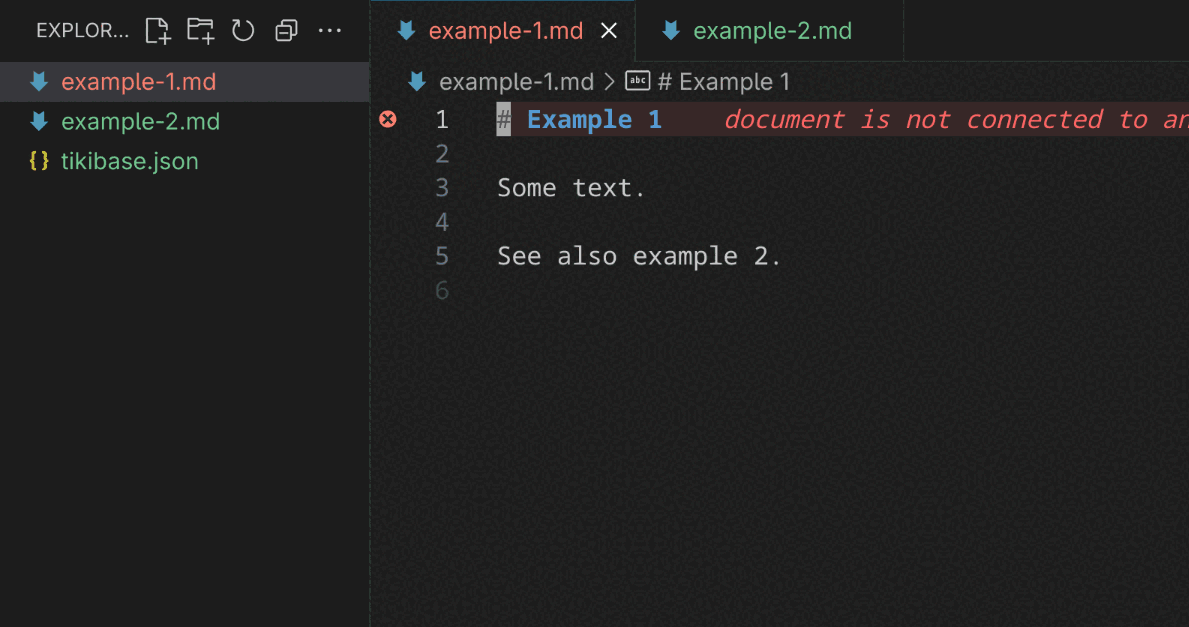 EXPLOR...
example-1.md
example-2.md
{} tikibase.json
example-1.md
example-2.md
example-1.md > abc # Example 1
1 # Example 1 document is not connected to
2
3 Some text.
4
5 See also example 2.
6